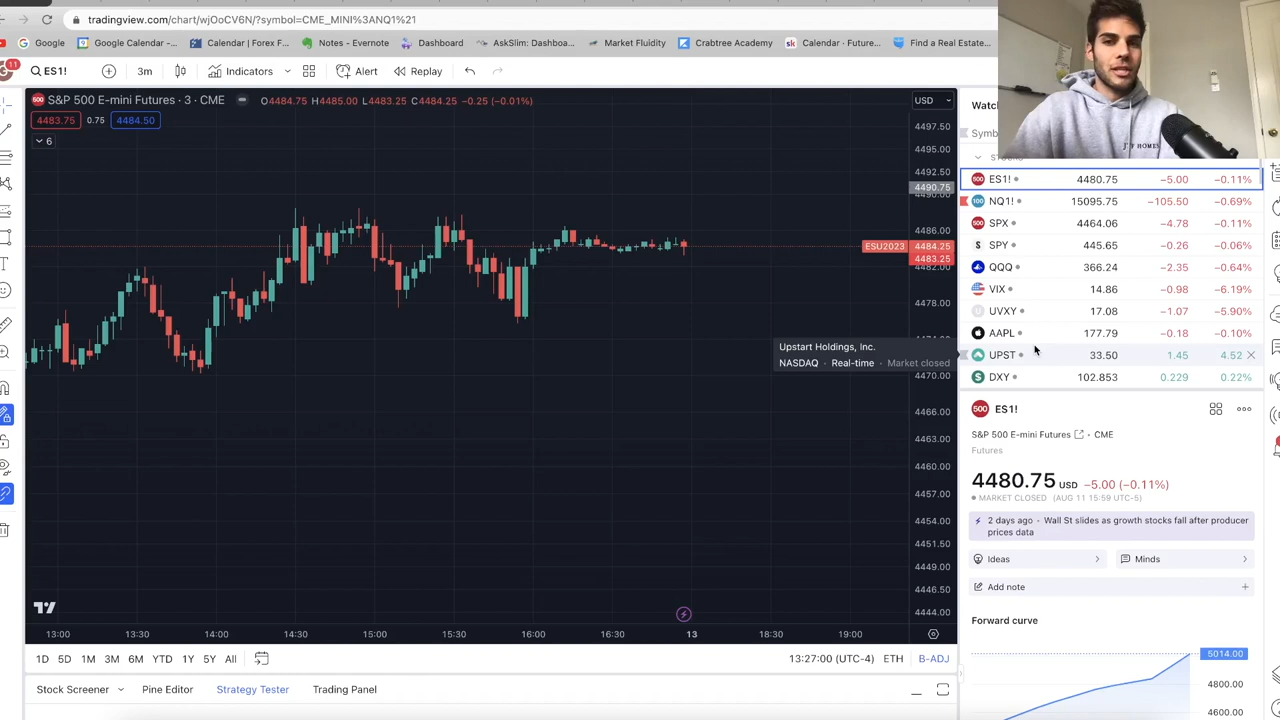 tradingview.com/chart/wjOoCV6N/?symbol=CME_MINI%3ANQ1%21
Google
Google Calendar -...
Calendar | Forex F...
Notes - Evernote
AskSlim: Dashboa...
Market Fluidity
Crabtree Academy
sk Calendar · Future...
Find a Real Estate...
11
ES1!
3m
Indicators
Alert
Replay
S&P 500 E-mini Futures · 3 · CME
O4484.75 H4485.00 L4483.25 C4484.25 −0.25 (−0.01%)
USD
4483.75
0.75
4484.50
6
4497.50
4495.00
4492.50
4490.75
4490.00
4486.00
ESU2023 4484.25
4483.25
4482.00
4478.00
4470.00
4466.00
4463.00
4460.00
4457.00
4454.00
4451.50
4449.00
4446.50
4444.00
Upstart Holdings, Inc.
NASDAQ · Real-time · Market closed
13:00 13:30 14:00 14:30 15:00 15:30 16:00 16:30 13 18:30 19:00
1D 5D 1M 3M 6M YTD 1Y 5Y All
13:27:00 (UTC-4) ETH B-ADJ
Stock Screener
Pine Editor
Strategy Tester
Trading Panel
Watc
Symb
500 ES1! 4480.75 −5.00 −0.11%
100 NQ1! 15095.75 −105.50 −0.69%
500 SPX 4464.06 −4.78 −0.11%
S SPY 445.65 −0.26 −0.06%
QQQ 366.24 −2.35 −0.64%
VIX 14.86 −0.98 −6.19%
U UVXY 17.08 −1.07 −5.90%
AAPL 177.79 −0.18 −0.10%
UPST 33.50 1.45 4.52
$ DXY 102.853 0.229 0.22%
500 ES1!
S&P 500 E-mini Futures · CME
Futures
4480.75 USD −5.00 (−0.11%)
MARKET CLOSED (AUG 11 15:59 UTC-5)
2 days ago · Wall St slides as growth stocks fall after producer
prices data
Ideas
Minds
Add note
Forward curve
5014.00
4800.00
4600.00